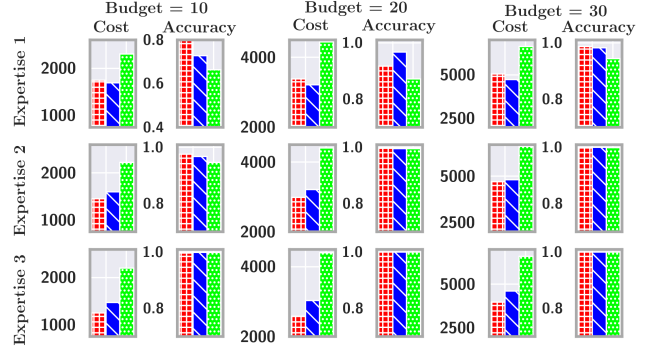 Budget = 10 Budget = 20 Budget = 30
Cost Accuracy Cost Accuracy Cost Accuracy
Expertise 1
2000 1000 0.8 0.6 0.4 4000 2000 1.0 0.8 5000 2500 1.0 0.8
Expertise 2
2000 1000 1.0 0.8 4000 2000 1.0 0.8 5000 2500 1.0 0.8
Expertise 3
2000 1000 1.0 0.8 4000 2000 1.0 0.8 5000 2500 1.0 0.8